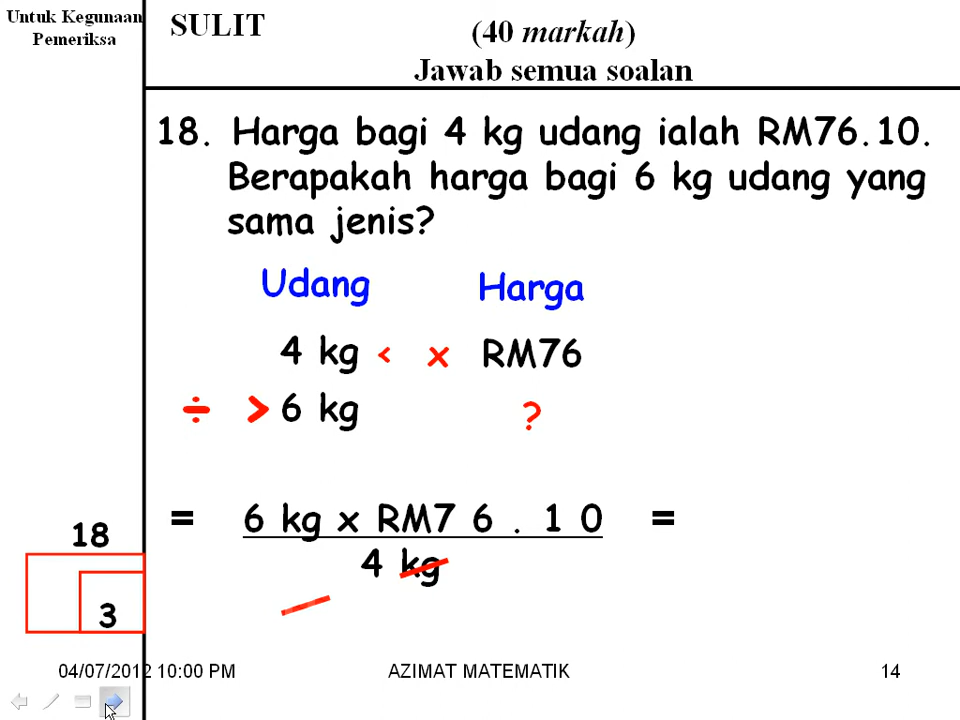 Untuk Kegunaan
Pemeriksa
SULIT
(40 markah)
Jawab semua soalan
18. Harga bagi 4 kg udang ialah RM76.10.
Berapakah harga bagi 6 kg udang yang
sama jenis?
Udang Harga
4 kg < x RM76
÷ > 6 kg ?
= 6 kg x RM7 6 . 1 0 =
4 kg
18
3
04/07/2012 10:00 PM AZIMAT MATEMATIK 14